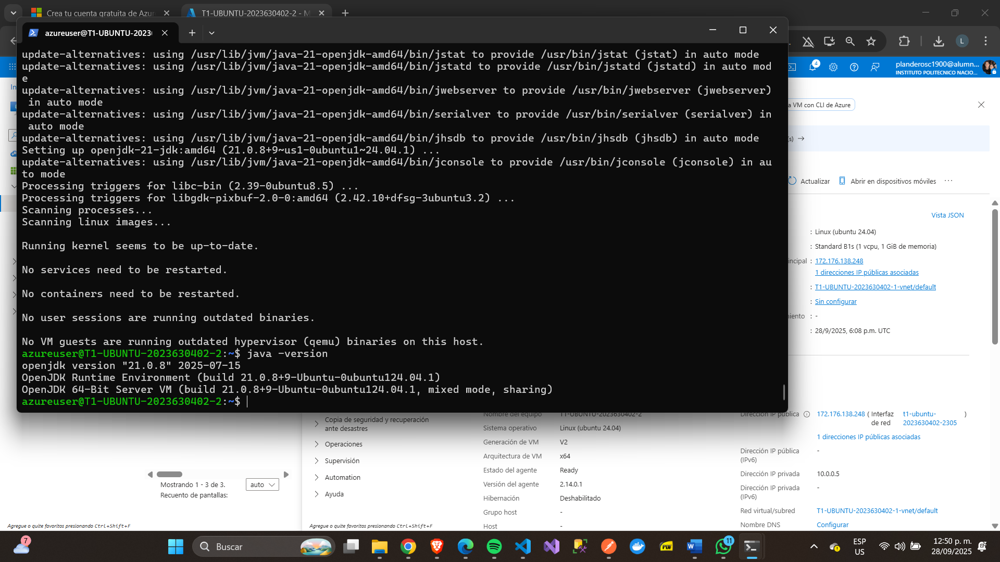 Crea tu cuenta gratuita de Azur
T1-UBUNTU-2023630402-2 - M
azureuser@T1-UBUNTU-2023
L
4
planderosc1900@alumn...
INSTITUTO POLITECNICO NACIO...
update-alternatives: using /usr/lib/jvm/java-21-openjdk-amd64/bin/jstat to provide /usr/bin/jstat (jstat) in auto mode
update-alternatives: using /usr/lib/jvm/java-21-openjdk-amd64/bin/jstatd to provide /usr/bin/jstatd (jstatd) in auto mod
e
update-alternatives: using /usr/lib/jvm/java-21-openjdk-amd64/bin/jwebserver to provide /usr/bin/jwebserver (jwebserver)
in auto mode
update-alternatives: using /usr/lib/jvm/java-21-openjdk-amd64/bin/serialver to provide /usr/bin/serialver (serialver) in
auto mode
update-alternatives: using /usr/lib/jvm/java-21-openjdk-amd64/bin/jhsdb to provide /usr/bin/jhsdb (jhsdb) in auto mode
Setting up openjdk-21-jdk:amd64 (21.0.8+9~us1-0ubuntu1~24.04.1) ...
update-alternatives: using /usr/lib/jvm/java-21-openjdk-amd64/bin/jconsole to provide /usr/bin/jconsole (jconsole) in au
to mode
Processing triggers for libc-bin (2.39-0ubuntu8.5) ...
Processing triggers for libgdk-pixbuf-2.0-0:amd64 (2.42.10+dfsg-3ubuntu3.2) ...
Scanning processes...
Scanning linux images...
Running kernel seems to be up-to-date.
No services need to be restarted.
No containers need to be restarted.
No user sessions are running outdated binaries.
No VM guests are running outdated hypervisor (qemu) binaries on this host.
azureuser@T1-UBUNTU-2023630402-2:~$ java -version
openjdk version "21.0.8" 2025-07-15
OpenJDK Runtime Environment (build 21.0.8+9-Ubuntu-0ubuntu124.04.1)
OpenJDK 64-Bit Server VM (build 21.0.8+9-Ubuntu-0ubuntu124.04.1, mixed mode, sharing)
azureuser@T1-UBUNTU-2023630402-2:~$
In
a VM con CLI de Azure
(s)
Actualizar
Abrir en dispositivos móviles
Vista JSON
: Linux (ubuntu 24.04)
: Standard B1s (1 vcpu, 1 GiB de memoria)
incipal : 172.176.138.248
1 direcciones IP públicas asociadas
: T1-UBUNTU-2023630402-1-vnet/default
: Sin configurar
miento : -
: 28/9/2025, 6:08 p.m. UTC
Mostrando 1 - 3 de 3.
Recuento de pantallas:
auto
Agregue o quite favoritos presionando Ctrl+Shift+F
Copia de seguridad y recuperación
ante desastres
Operaciones
Supervisión
Automation
Ayuda
Agregue o quite favoritos presionando Ctrl+Shift+F
Nombre del equipo T1-UBUNTU-2023630402-2
Sistema operativo Linux (ubuntu 24.04)
Generación de VM V2
Arquitectura de VM x64
Estado del agente Ready
Versión del agente 2.14.0.1
Hibernación Deshabilitado
Grupo host -
Host -
Dirección IP pública 172.176.138.248 ( Interfaz de red t1-ubuntu-2023630402-2305 )
1 direcciones IP públicas asociadas
Dirección IP pública (IPv6) -
Dirección IP privada 10.0.0.5
Dirección IP privada (IPv6) -
Red virtual/subred T1-UBUNTU-2023630402-1-vnet/default
Nombre DNS Configurar
7
Buscar
PDF
11
ESP
US
12:50 p. m.
28/09/2025